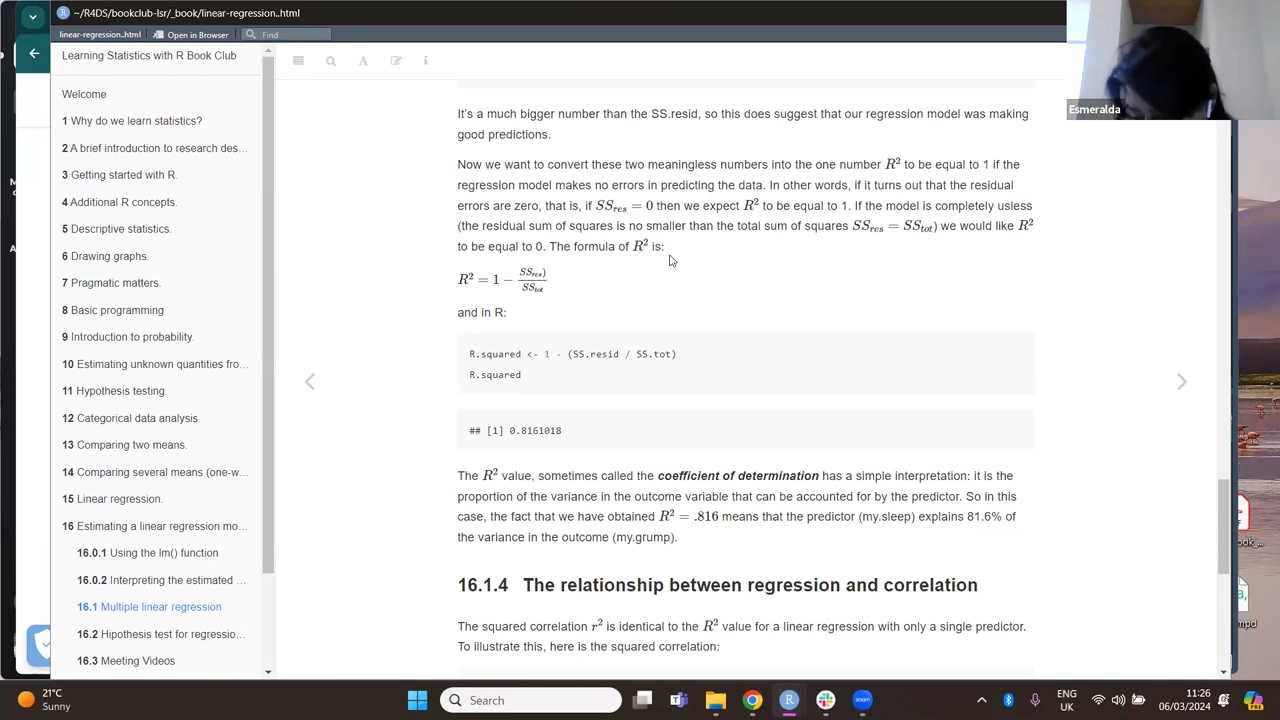 ~/R4DS/bookclub-lsr/_book/linear-regression..html
linear-regression..html
Open in Browser
Find
Learning Statistics with R Book Club
Welcome
1 Why do we learn statistics?
2 A brief introduction to research des…
3 Getting started with R.
4 Additional R concepts.
5 Descriptive statistics.
6 Drawing graphs.
7 Pragmatic matters.
8 Basic programming
9 Introduction to probability.
10 Estimating unknown quantities fro…
11 Hypothesis testing.
12 Categorical data analysis.
13 Comparing two means.
14 Comparing several means (one-w…
15 Linear regression.
16 Estimating a linear regression mo…
16.0.1 Using the lm() function
16.0.2 Interpreting the estimated …
16.1 Multiple linear regression
16.2 Hipothesis test for regressio…
16.3 Meeting Videos
It's a much bigger number than the SS.resid, so this does suggest that our regression model was making
good predictions.
Now we want to convert these two meaningless numbers into the one number R² to be equal to 1 if the
regression model makes no errors in predicting the data. In other words, if it turns out that the residual
errors are zero, that is, if SS_res = 0 then we expect R² to be equal to 1. If the model is completely usless
(the residual sum of squares is no smaller than the total sum of squares SS_res = SS_tot) we would like R²
to be equal to 0. The formula of R² is:
R² = 1 − SS_res) / SS_tot
and in R:
R.squared <- 1 - (SS.resid / SS.tot)
R.squared
## [1] 0.8161018
The R² value, sometimes called the coefficient of determination has a simple interpretation: it is the
proportion of the variance in the outcome variable that can be accounted for by the predictor. So in this
case, the fact that we have obtained R² = .816 means that the predictor (my.sleep) explains 81.6% of
the variance in the outcome (my.grump).
16.1.4 The relationship between regression and correlation
The squared correlation r² is identical to the R² value for a linear regression with only a single predictor.
To illustrate this, here is the squared correlation:
Esmeralda
21°C
Sunny
Search
ENG
UK
11:26
06/03/2024